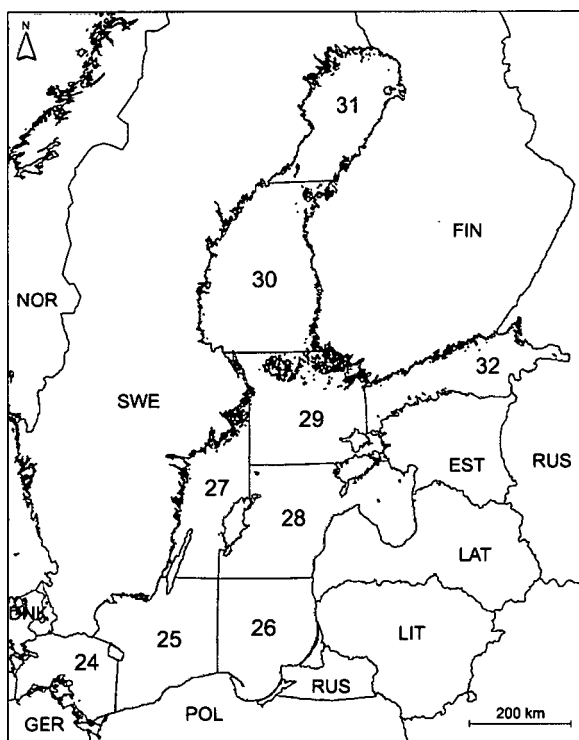 N
31
FIN
30
NOR
32
SWE
29
EST
RUS
27
28
LAT
DNK
25
26
LIT
24
RUS
200 km
GER
POL